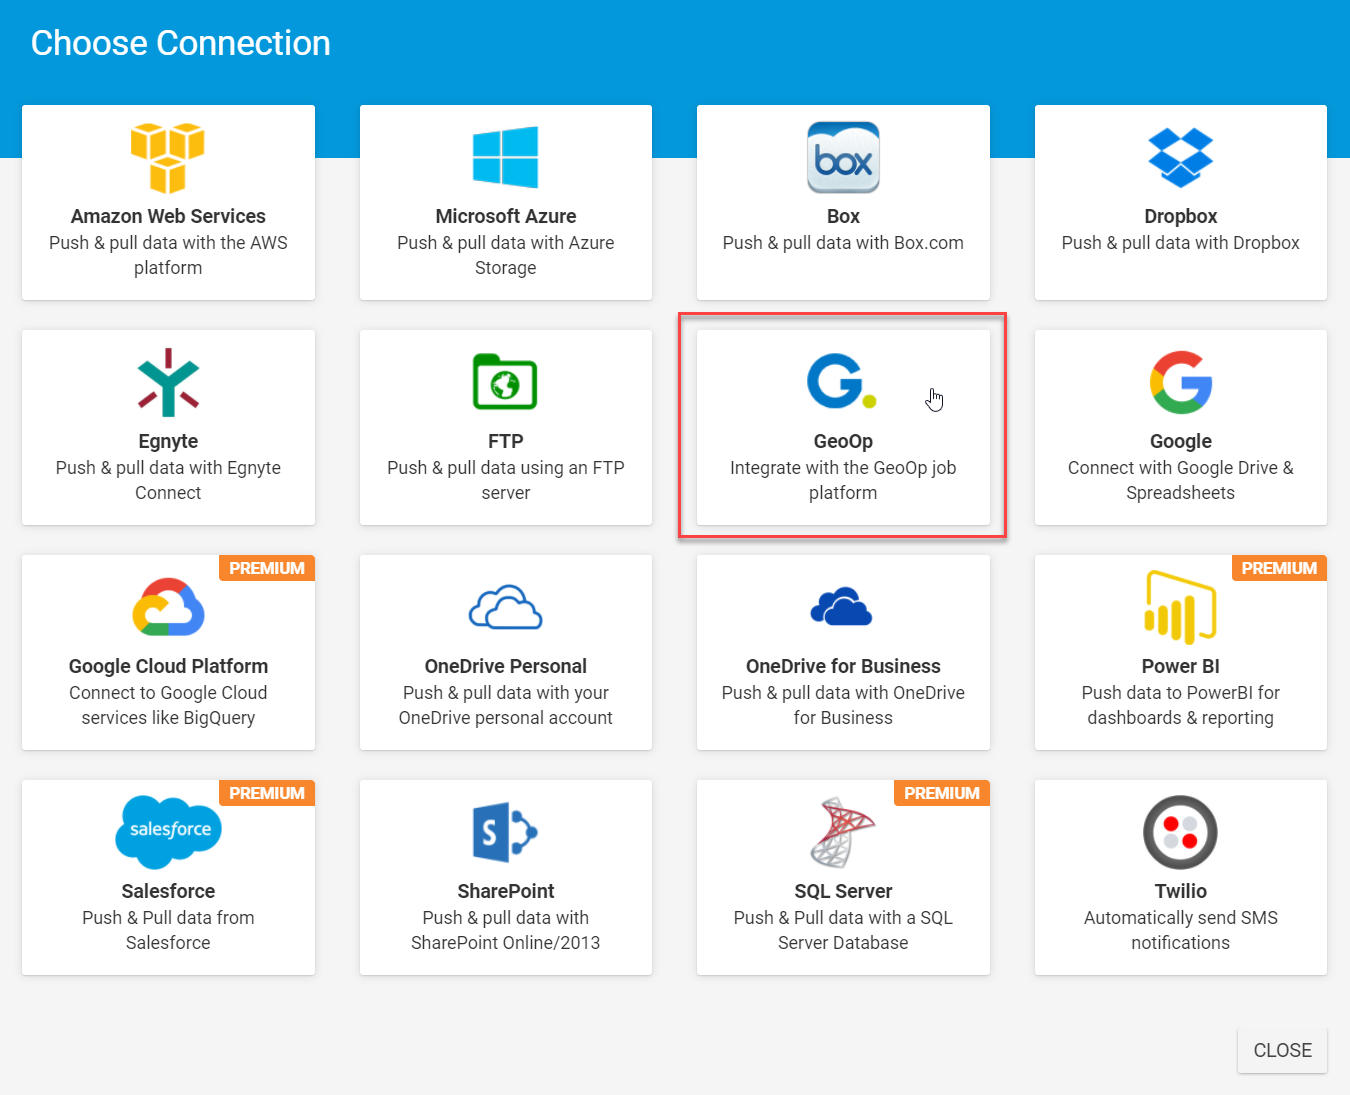 Choose Connection
box
Amazon Web Services
Push & pull data with the AWS
platform
Microsoft Azure
Push & pull data with Azure
Storage
Box
Push & pull data with Box.com
Dropbox
Push & pull data with Dropbox
Egnyte
Push & pull data with Egnyte
Connect
FTP
Push & pull data using an FTP
server
G.
GeoOp
Integrate with the GeoOp job
platform
G
Google
Connect with Google Drive &
Spreadsheets
PREMIUM
Google Cloud Platform
Connect to Google Cloud
services like BigQuery
OneDrive Personal
Push & pull data with your
OneDrive personal account
OneDrive for Business
Push & pull data with OneDrive
for Business
PREMIUM
Power BI
Push data to PowerBI for
dashboards & reporting
PREMIUM
salesforce
Salesforce
Push & Pull data from
Salesforce
S
SharePoint
Push & pull data with
SharePoint Online/2013
PREMIUM
SQL Server
Push & Pull data with a SQL
Server Database
Twilio
Automatically send SMS
notifications
CLOSE